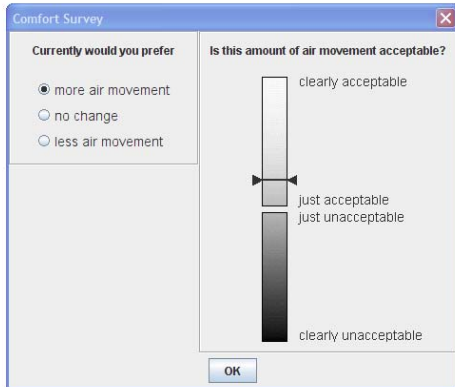 Comfort Survey
Currently would you prefer
more air movement
no change
less air movement
Is this amount of air movement acceptable?
clearly acceptable
just acceptable
just unacceptable
clearly unacceptable
OK